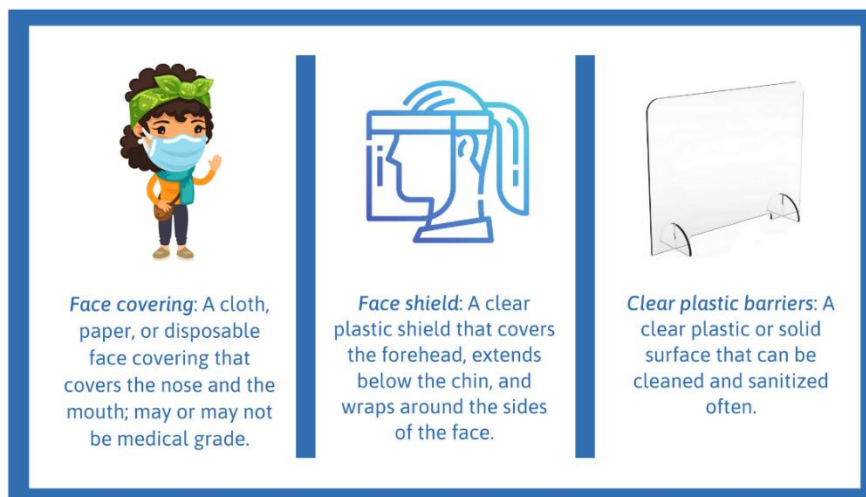 Face covering: A cloth,
paper, or disposable
face covering that
covers the nose and the
mouth; may or may not
be medical grade.
Face shield: A clear
plastic shield that covers
the forehead, extends
below the chin, and
wraps around the sides
of the face.
Clear plastic barriers: A
clear plastic or solid
surface that can be
cleaned and sanitized
often.